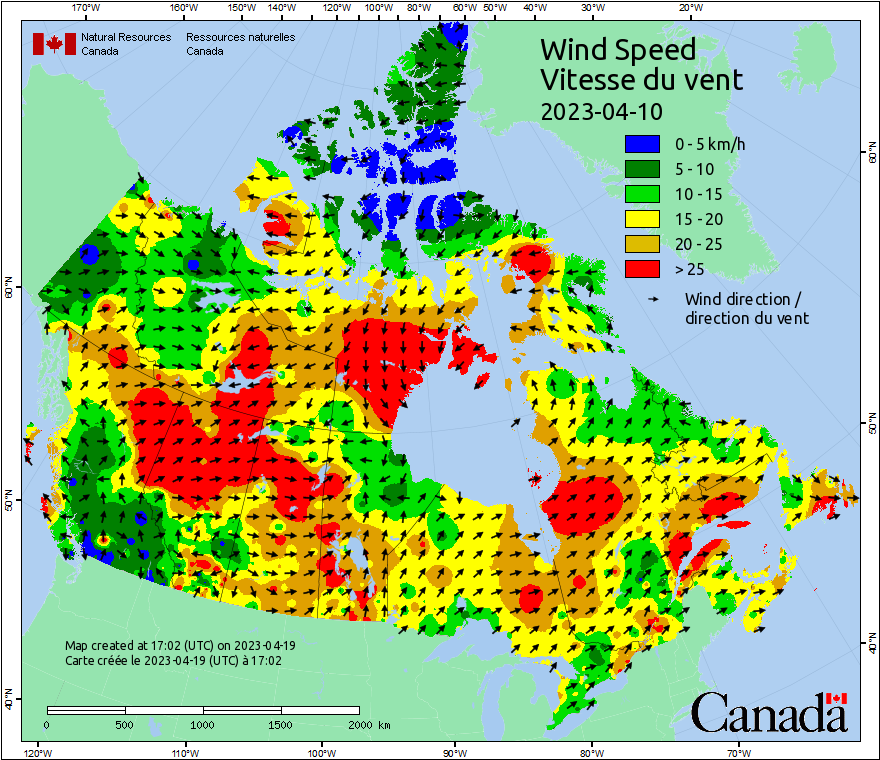 170°W 160°W 150°W 140°W 120°W 100°W 80°W 60°W 50°W 40°W 30°W 20°W
Natural Resources Ressources naturelles
Canada Canada
Wind Speed
Vitesse du vent
2023-04-10
0 - 5 km/h
5 - 10
10 - 15
15 - 20
20 - 25
> 25
Wind direction /
direction du vent
60°N
60°N
50°N
50°N
40°N
40°N
Map created at 17:02 (UTC) on 2023-04-19
Carte créée le 2023-04-19 (UTC) à 17:02
0 500 1000 1500 2000 km
Canada
120°W 110°W 100°W 90°W 80°W 70°W